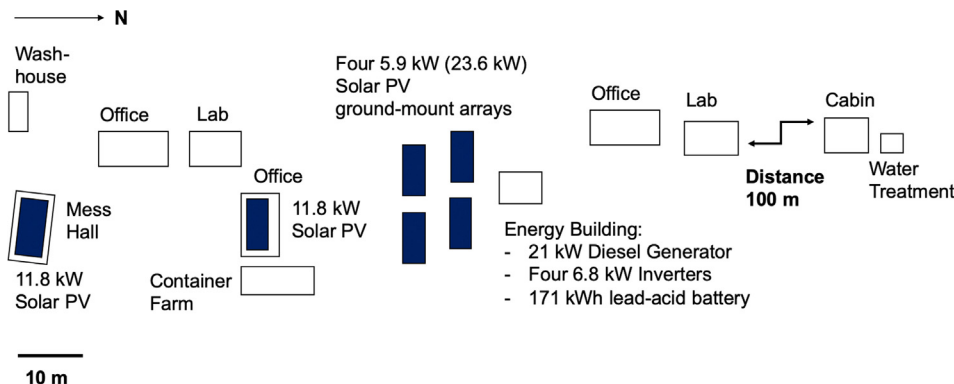 N
Wash-
house
Four 5.9 kW (23.6 kW)
Solar PV
ground-mount arrays
Office
Lab
Office
Lab
Cabin
Office
Distance
100 m
Water
Treatment
Mess
Hall
11.8 kW
Solar PV
Energy Building:
- 21 kW Diesel Generator
- Four 6.8 kW Inverters
- 171 kWh lead-acid battery
11.8 kW
Solar PV
Container
Farm
10 m